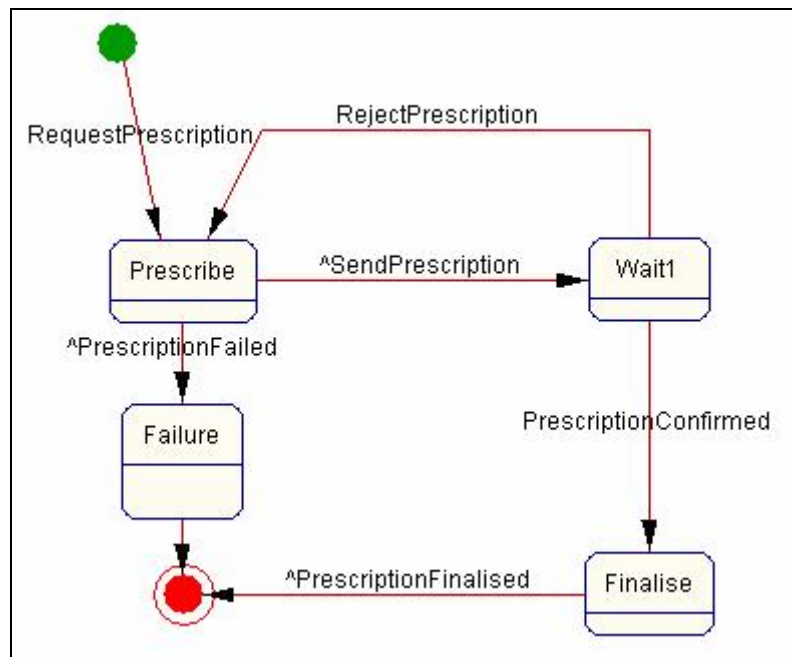 RejectPrescription
RequestPrescription
Prescribe
^SendPrescription
Wait1
^PrescriptionFailed
Failure
PrescriptionConfirmed
^PrescriptionFinalised
Finalise